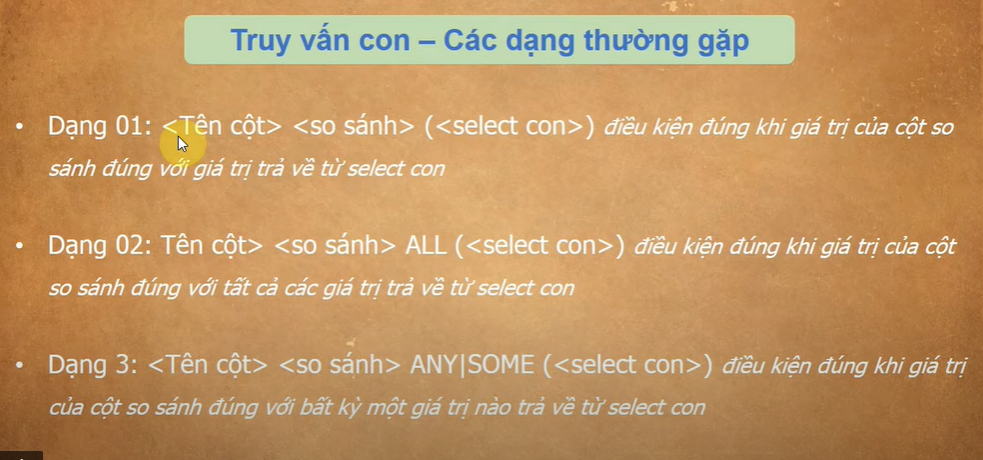 Truy vấn con – Các dạng thường gặp
• Dạng 01: <Tên cột> <so sánh> (<select con>) điều kiện đúng khi giá trị của cột so
sánh đúng với giá trị trả về từ select con
• Dạng 02: Tên cột> <so sánh> ALL (<select con>) điều kiện đúng khi giá trị của cột
so sánh đúng với tất cả các giá trị trả về từ select con
• Dạng 3: <Tên cột> <so sánh> ANY|SOME (<select con>) điều kiện đúng khi giá trị
của cột so sánh đúng với bất kỳ một giá trị nào trả về từ select con